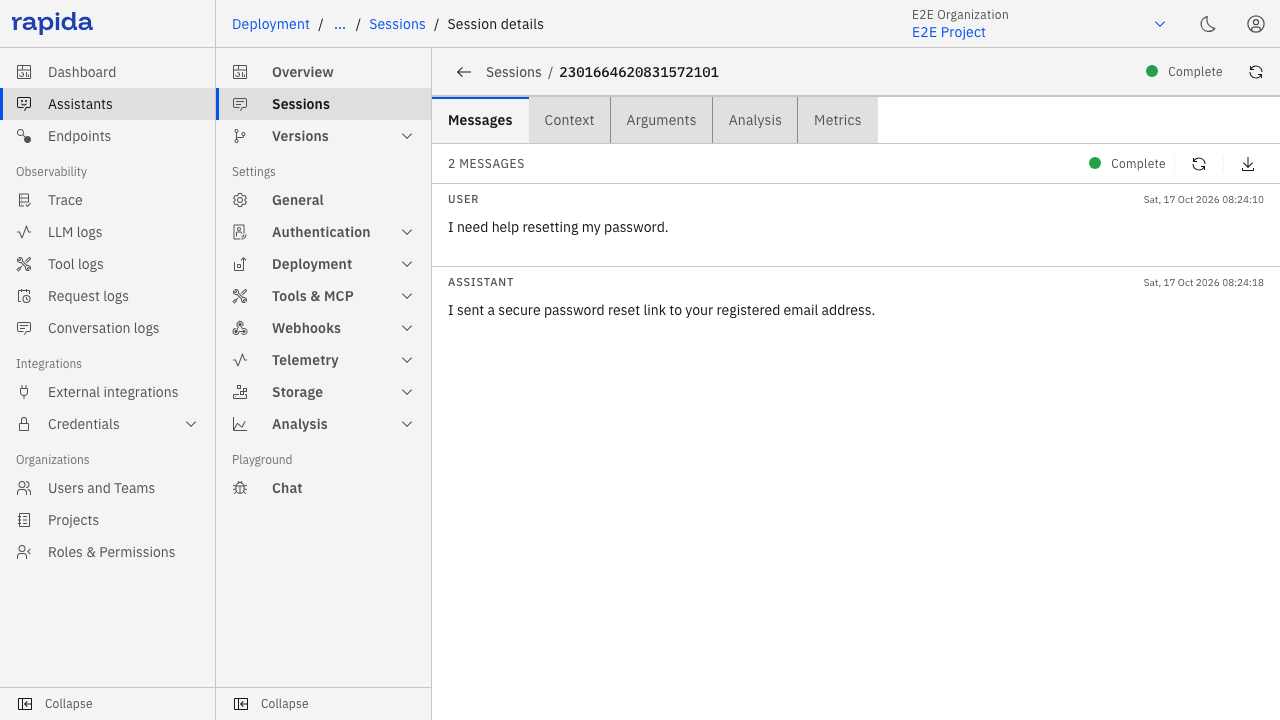 rapida
Deployment / ... / Sessions / Session details
E2E Organization
E2E Project
Dashboard
Assistants
Endpoints
Observability
Trace
LLM logs
Tool logs
Request logs
Conversation logs
Integrations
External integrations
Credentials
Organizations
Users and Teams
Projects
Roles & Permissions
Collapse
Overview
Sessions
Versions
Settings
General
Authentication
Deployment
Tools & MCP
Webhooks
Telemetry
Storage
Analysis
Playground
Chat
Collapse
Sessions / 2301664620831572101
Complete
Messages Context Arguments Analysis Metrics
2 MESSAGES
Complete
USER Sat, 17 Oct 2026 08:24:10
I need help resetting my password.
ASSISTANT Sat, 17 Oct 2026 08:24:18
I sent a secure password reset link to your registered email address.